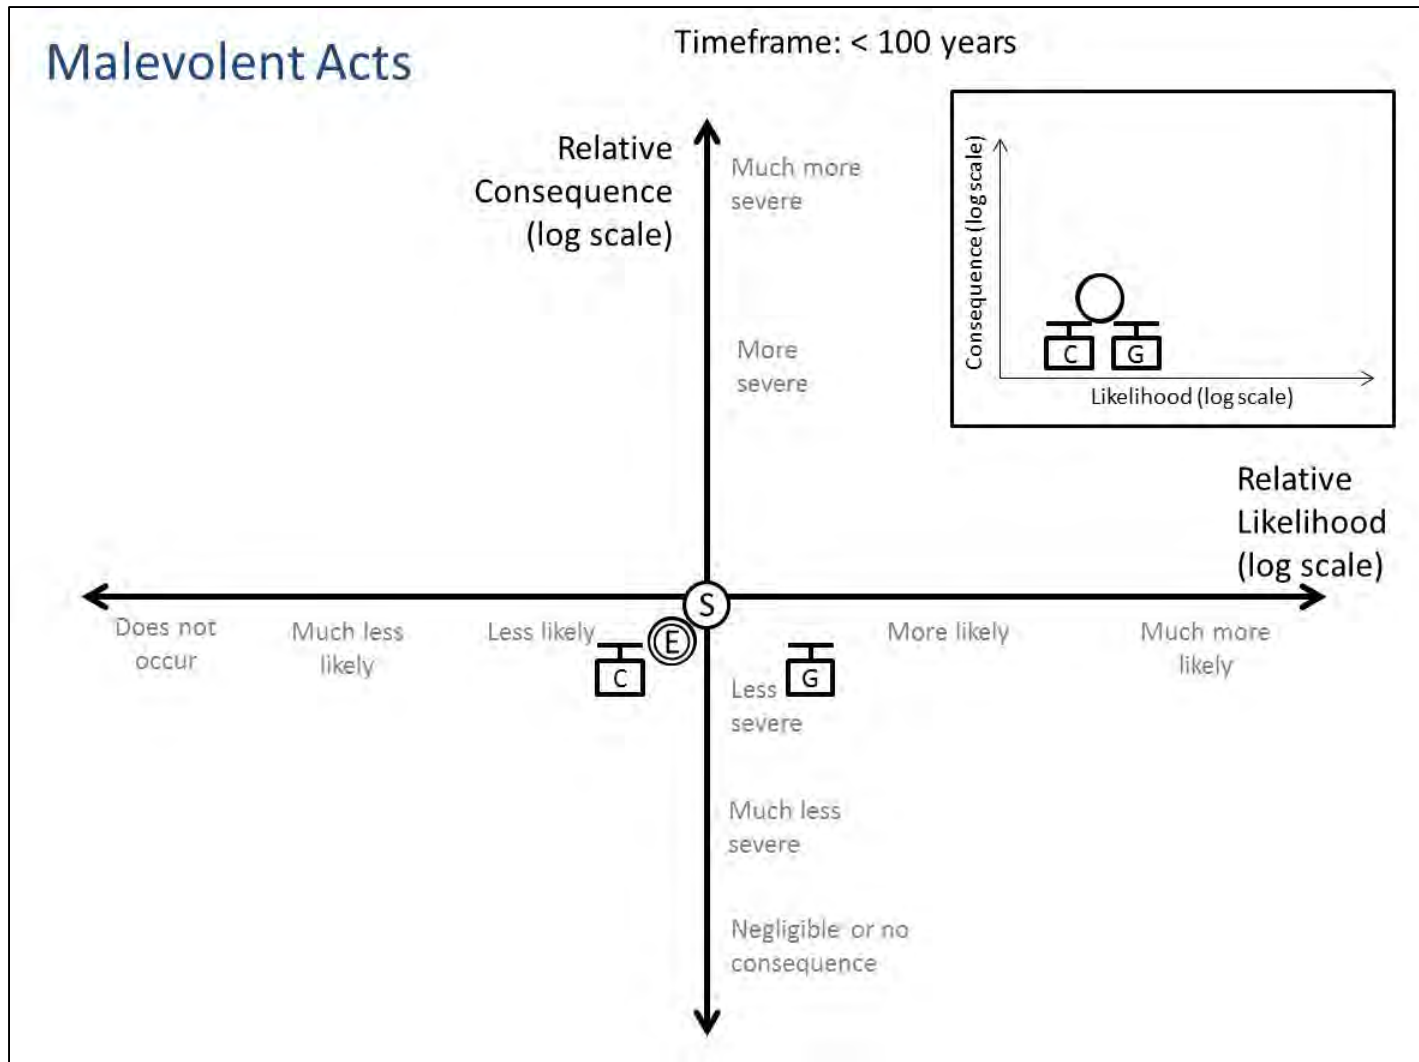 Malevolent Acts
Timeframe: < 100 years
Relative
Consequence
(log scale)
Much more
severe
More
severe
Consequence (log scale)
C
G
Likelihood (log scale)
Relative
Likelihood
(log scale)
S
E
Does not
occur
Much less
likely
Less likely
More likely
Much more
likely
C
G
Less
severe
Much less
severe
Negligible or no
consequence